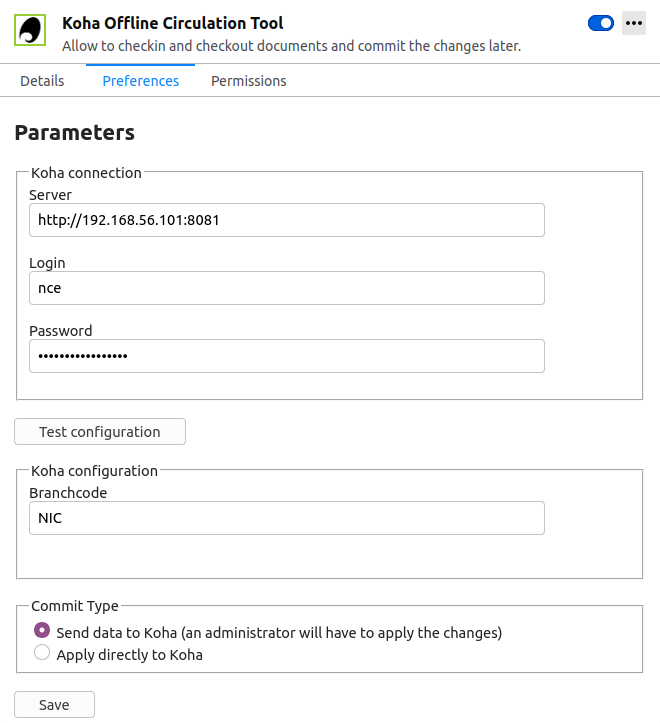 Koha Offline Circulation Tool
Allow to checkin and checkout documents and commit the changes later.
Details Preferences Permissions
Parameters
Koha connection
Server
http://192.168.56.101:8081
Login
nce
Password
•••••••••••••••••
Test configuration
Koha configuration
Branchcode
NIC
Commit Type
Send data to Koha (an administrator will have to apply the changes)
Apply directly to Koha
Save